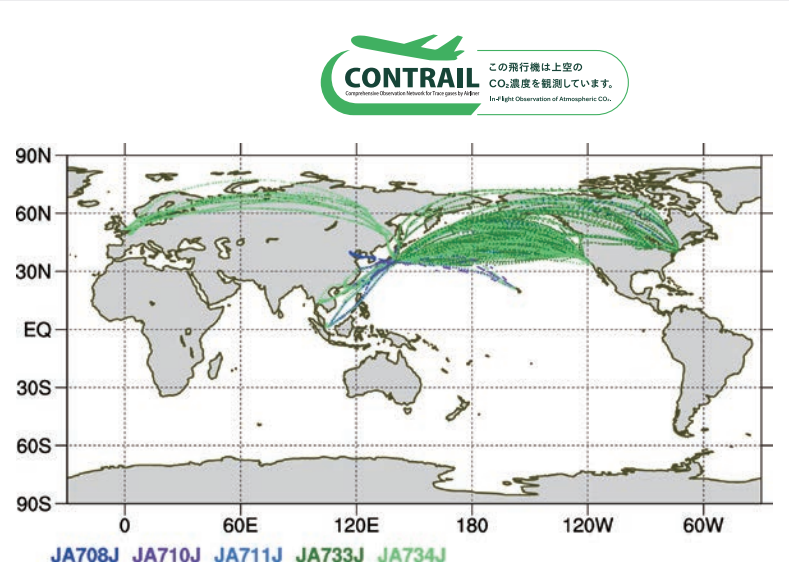 CONTRAIL
Comprehensive Observation Network for Trace gases by Airliner
この飛行機は上空の
CO₂濃度を観測しています。
In-Flight Observation of Atmospheric CO₂.
90N
60N
30N
EQ
30S
60S
90S
0 60E 120E 180 120W 60W
JA708J JA710J JA711J JA733J JA734J